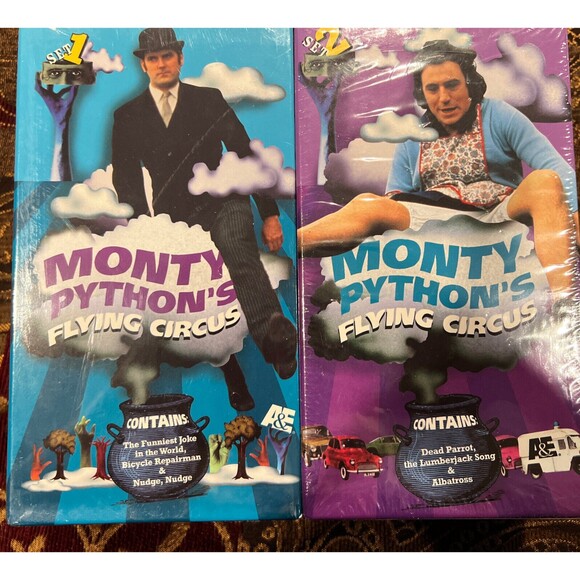 SET 1
MONTY
PYTHON'S
FLYING CIRCUS
CONTAINS:
The Funniest Joke
in the World,
Bicycle Repairman
&
Nudge, Nudge
A&E
SET 2
MONTY
PYTHON'S
FLYING CIRCUS
CONTAINS:
Dead Parrot,
the Lumberjack Song
&
Albatross
A&E